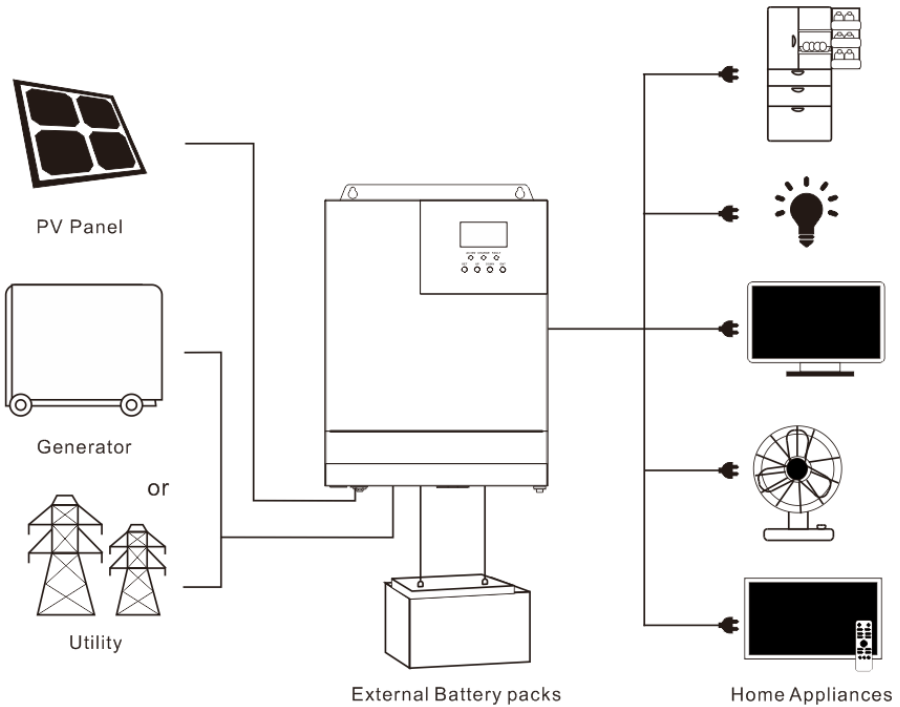 PV Panel
Generator
or
Utility
External Battery packs
Home Appliances